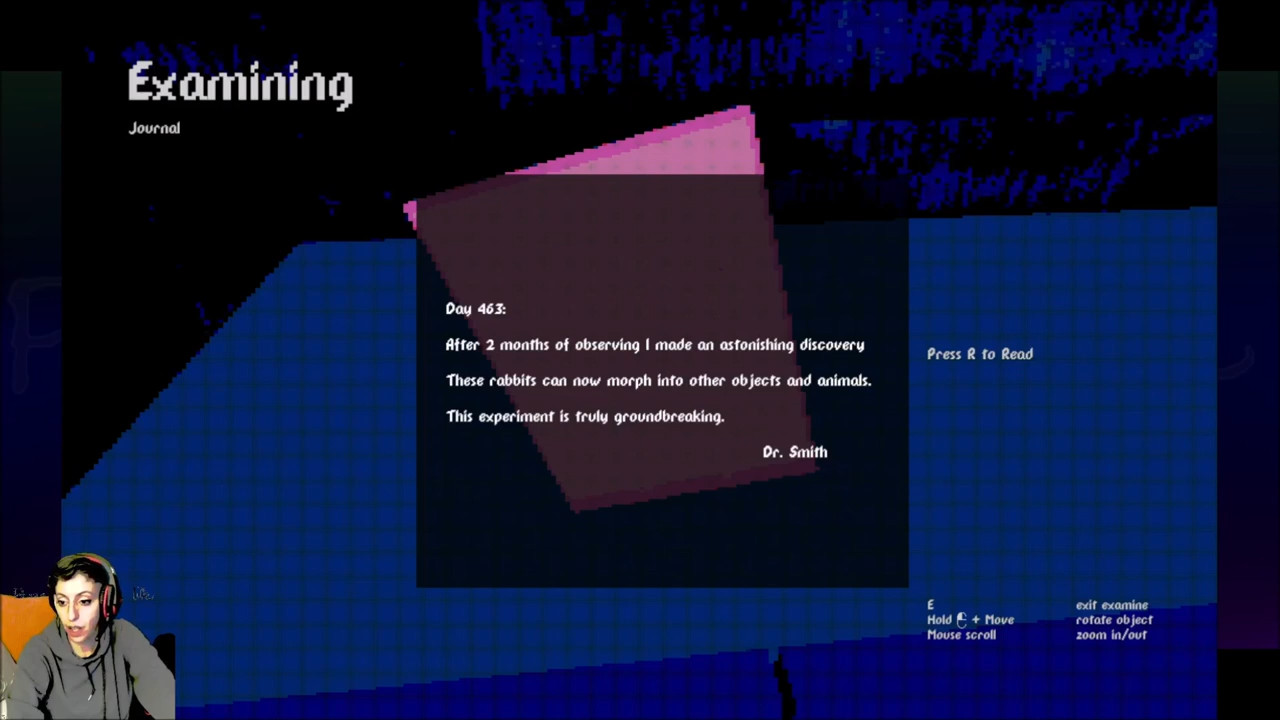 Examining
Journal
Day 463:
After 2 months of observing I made an astonishing discovery
These rabbits can now morph into other objects and animals.
This experiment is truly groundbreaking.
Dr. Smith
Press R to Read
E exit examine
Hold + Move rotate object
Mouse scroll zoom in/out